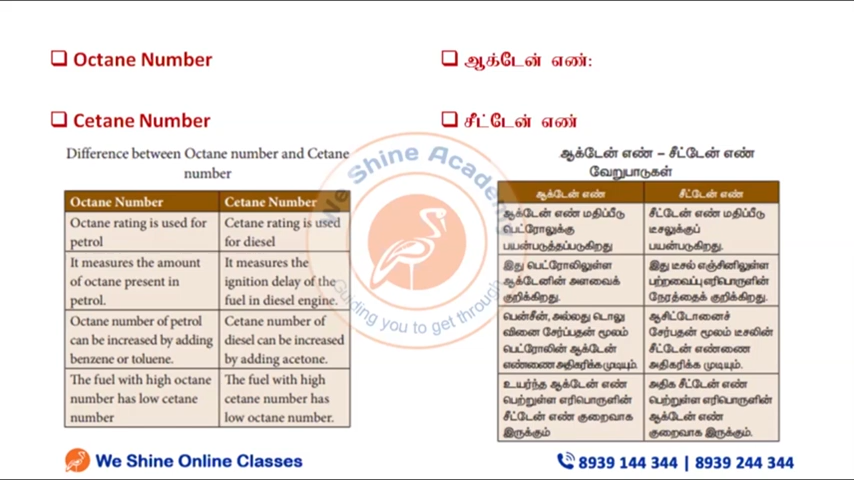 Octane Number
ஆக்டேன் எண்:
Cetane Number
சீட்டேன் எண்
Difference between Octane number and Cetane
number
Octane Number Cetane Number
Octane rating is used for
petrol
Cetane rating is used
for diesel
It measures the amount
of octane present in
petrol.
It measures the
ignition delay of the
fuel in diesel engine.
Octane number of petrol
can be increased by adding
benzene or toluene.
Cetane number of
diesel can be increased
by adding acetone.
The fuel with high octane
number has low cetane
number
The fuel with high
cetane number has
low octane number.
ஆக்டேன் எண் – சீட்டேன் எண்
வேறுபாடுகள்
ஆக்டேன் எண் சீட்டேன் எண்
ஆக்டேன் எண் மதிப்பீடு
பெட்ரோலுக்கு
பயன்படுத்தப்படுகிறது
சீட்டேன் எண் மதிப்பீடு
டீசலுக்குப்
பயன்படுகிறது.
இது பெட்ரோலிலுள்ள
ஆக்டேனின் அளவைக்
குறிக்கிறது.
இது டீசல் எஞ்சினிலுள்ள
பற்றவைப்பு எரிபொருளின்
நேரத்தைக் குறிக்கிறது.
பென்சீன், அல்லது டொலு
வினை சேர்ப்பதன் மூலம்
பெட்ரோலின் ஆக்டேன்
எண்ணை அதிகரிக்க முடியும்.
ஆசிட்டோனைச்
சேர்பதன் மூலம் டீசலின்
சீட்டேன் எண்ணை
அதிகரிக்க முடியும்.
உயர்ந்த ஆக்டேன் எண்
பெற்றுள்ள எரிபொருளின்
சீட்டேன் எண் குறைவாக
இருக்கும்
அதிக சீட்டேன் எண்
பெற்றுள்ள எரிபொருளின்
ஆக்டேன் எண்
குறைவாக இருக்கும்.
We Shine Academy
Guiding you to get through
We Shine Online Classes
8939 144 344 | 8939 244 344